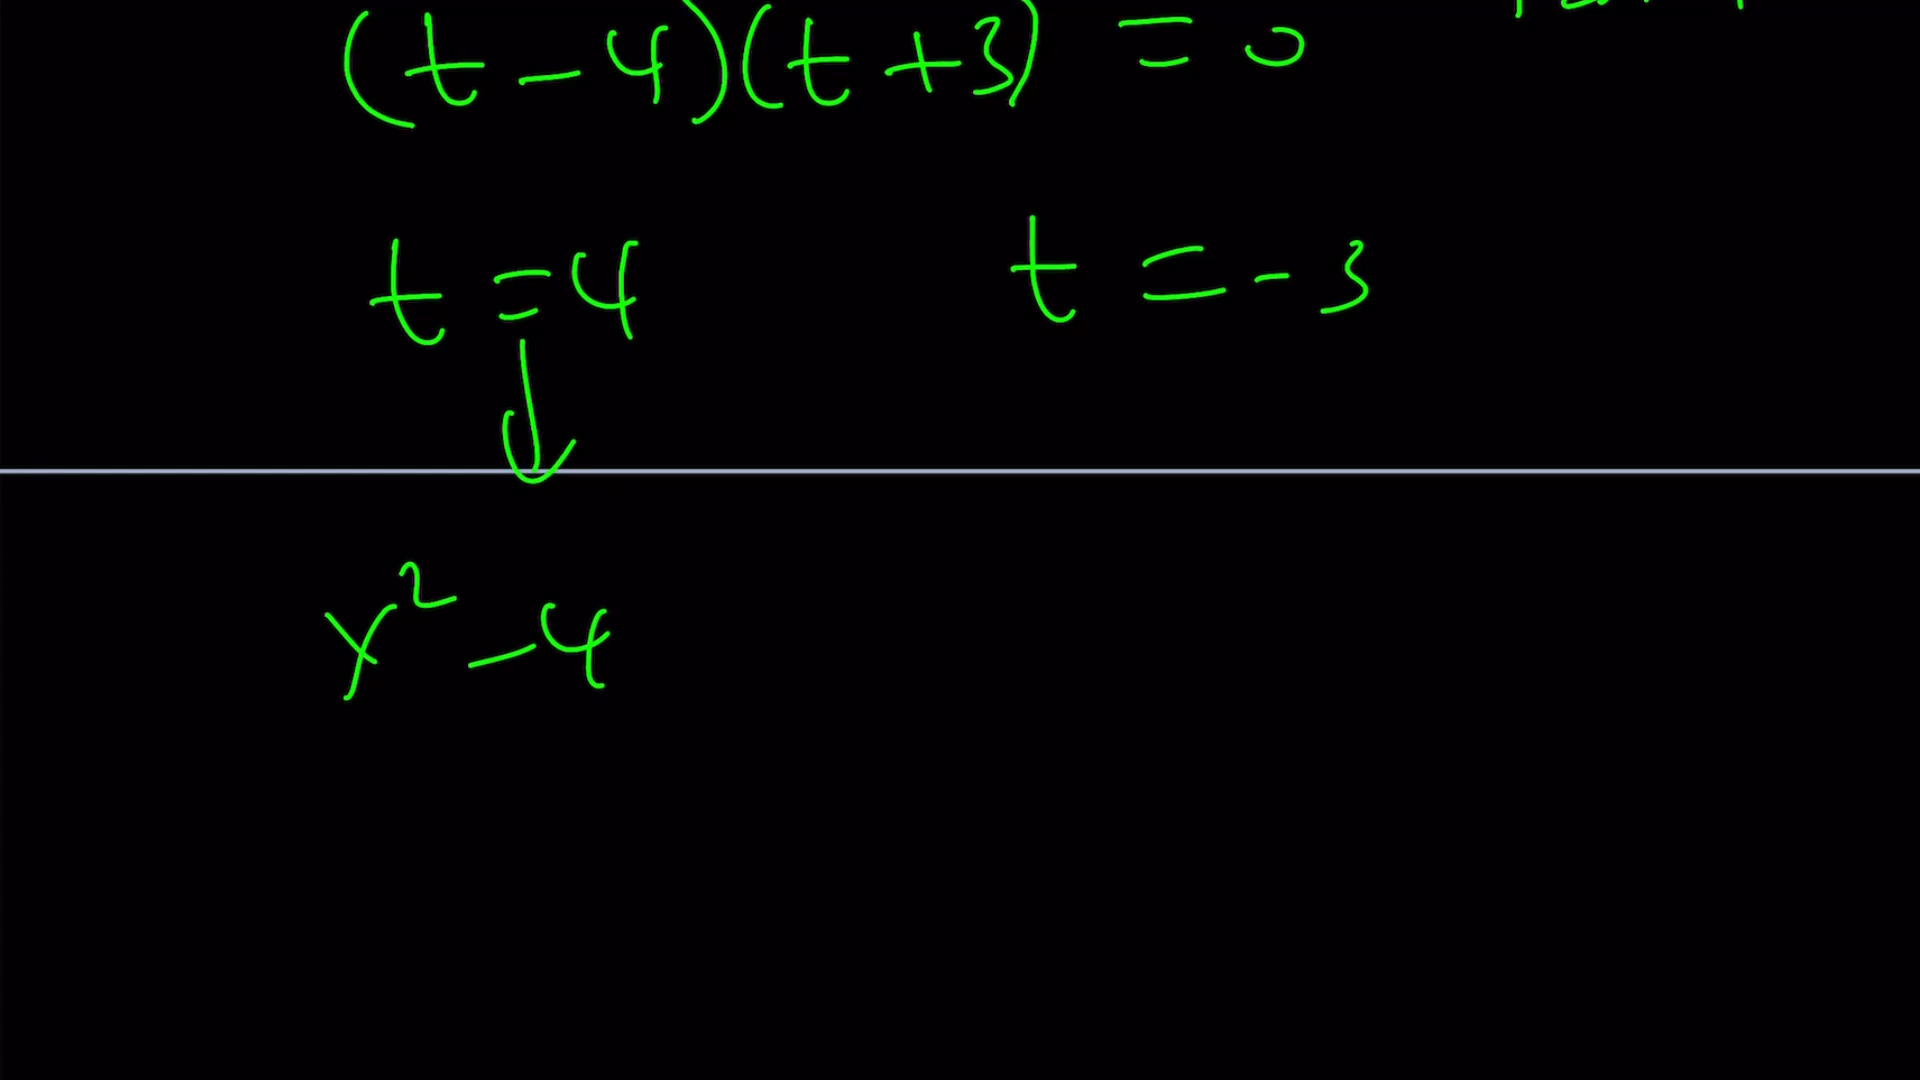 (t - 4)(t + 3) = 0
t = 4 t = -3
x² - 4